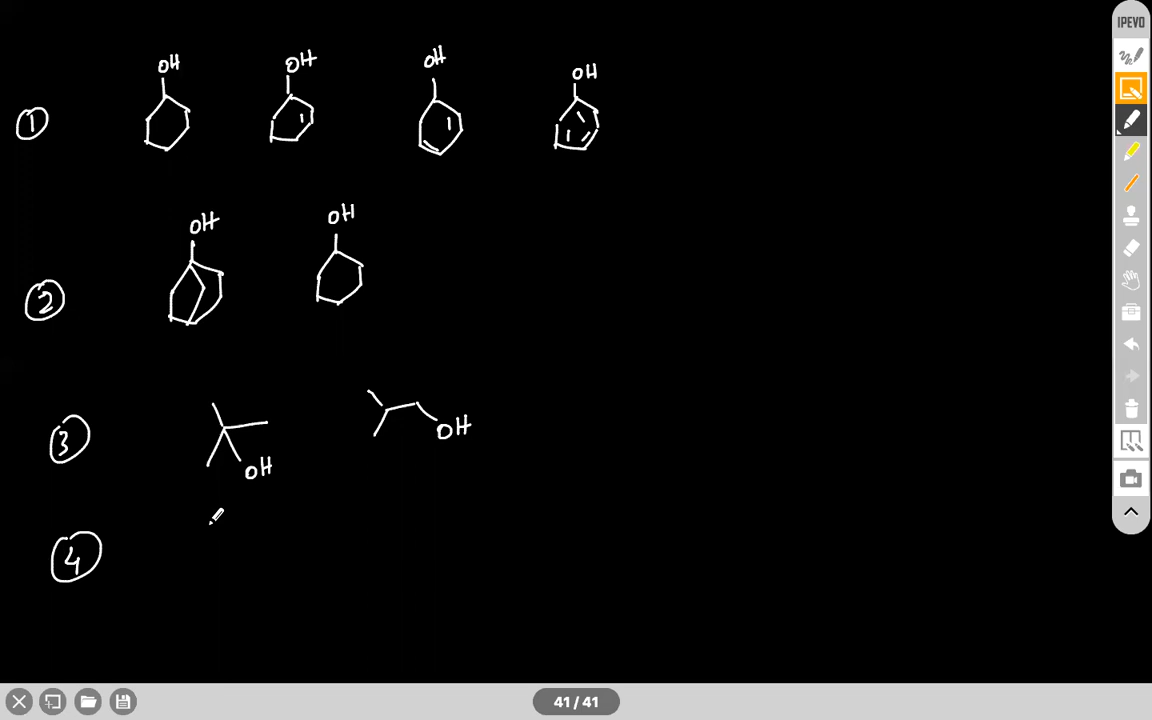 IPEVO
① OH OH OH OH
② OH OH
③ OH OH
④
41 / 41